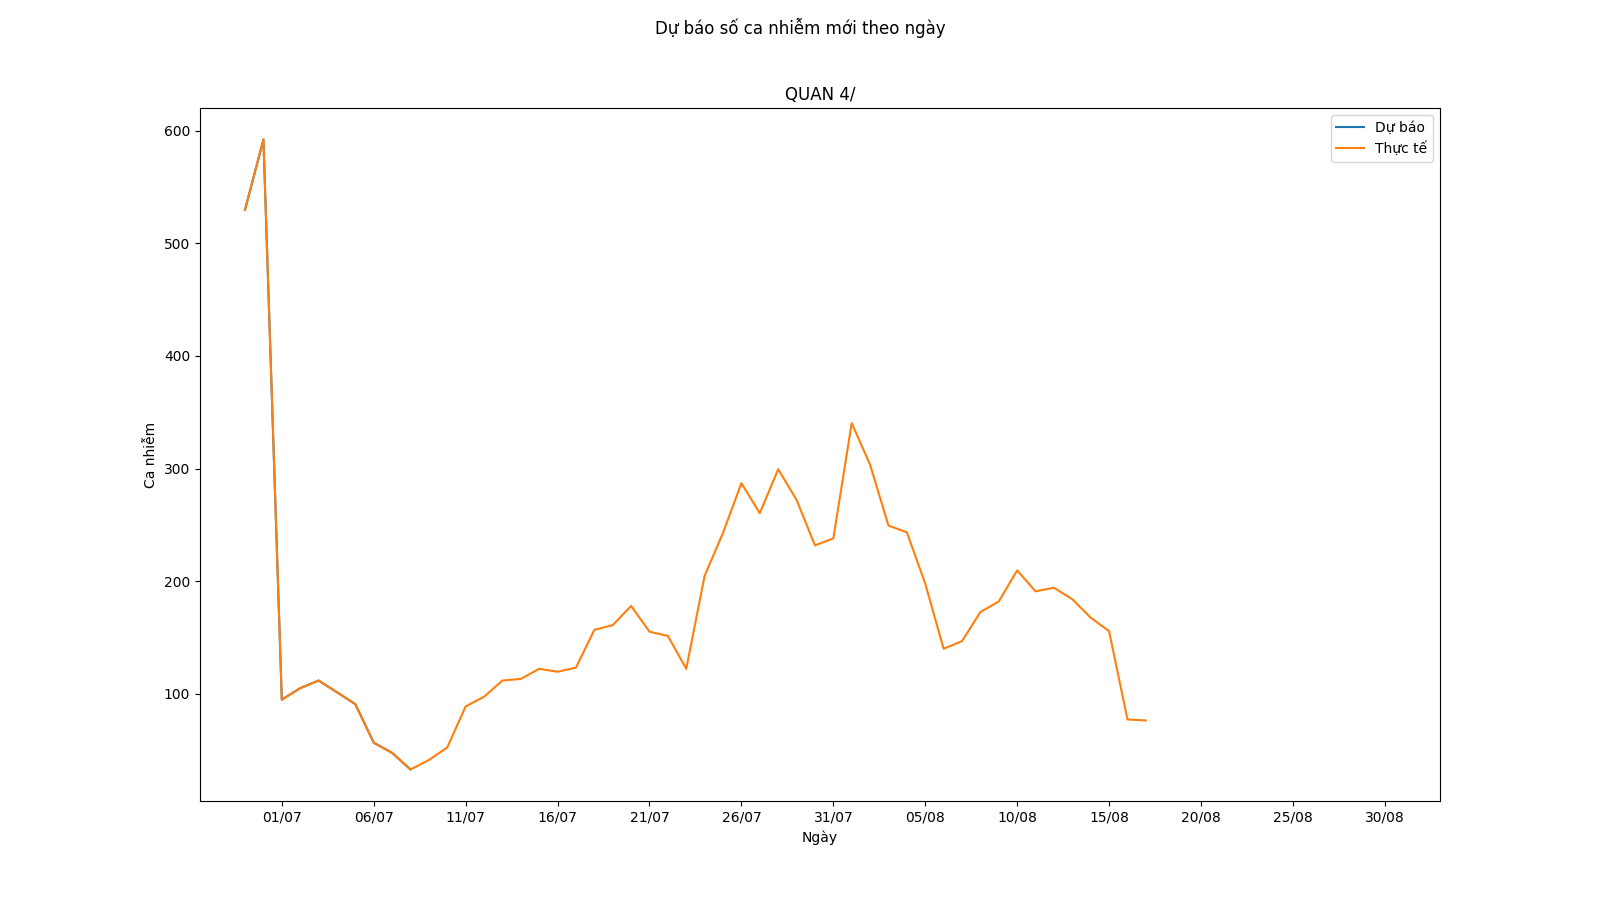 Dự báo số ca nhiễm mới theo ngày
QUAN 4/
Dự báo
Thực tế
600
500
400
300
200
100
Ca nhiễm
01/07 06/07 11/07 16/07 21/07 26/07 31/07 05/08 10/08 15/08 20/08 25/08 30/08
Ngày